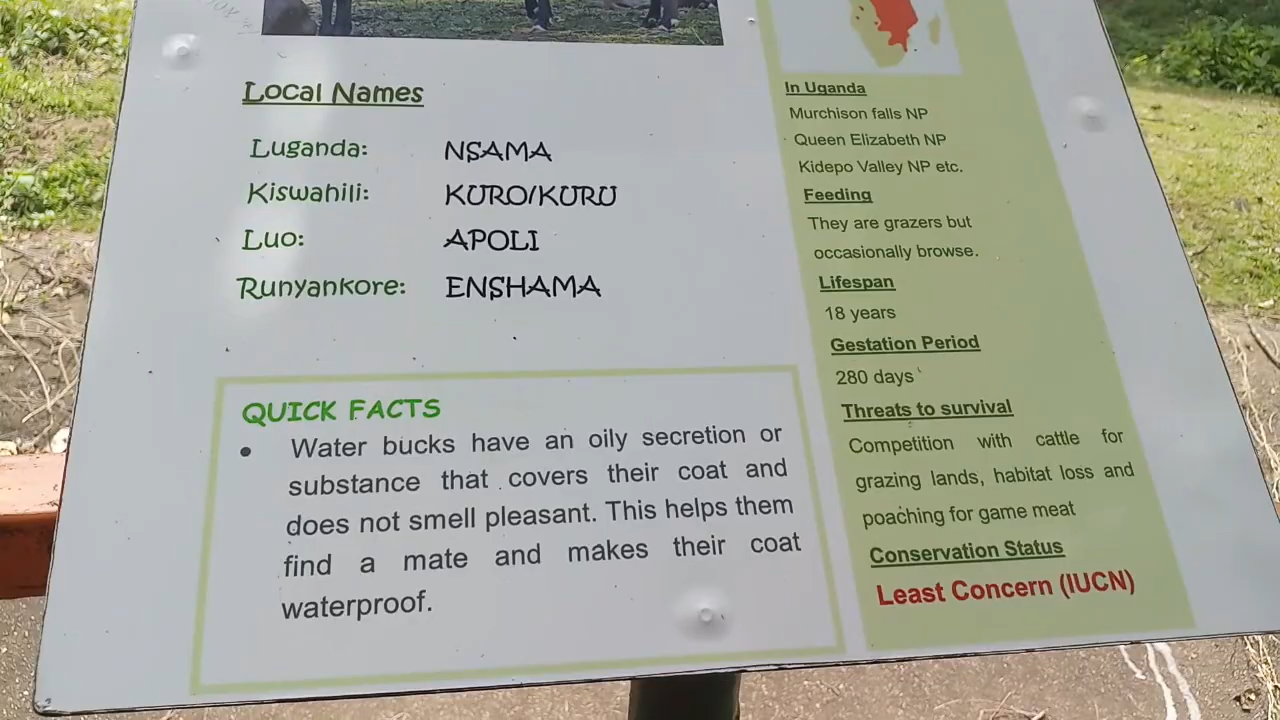 Local Names
Luganda: NSAMA
Kiswahili: KURO/KURU
Luo: APOLI
Runyankore: ENSHAMA
QUICK FACTS
• Water bucks have an oily secretion or
substance that covers their coat and
does not smell pleasant. This helps them
find a mate and makes their coat
waterproof.
In Uganda
Murchison falls NP
Queen Elizabeth NP
Kidepo Valley NP etc.
Feeding
They are grazers but
occasionally browse.
Lifespan
18 years
Gestation Period
280 days
Threats to survival
Competition with cattle for
grazing lands, habitat loss and
poaching for game meat
Conservation Status
Least Concern (IUCN)